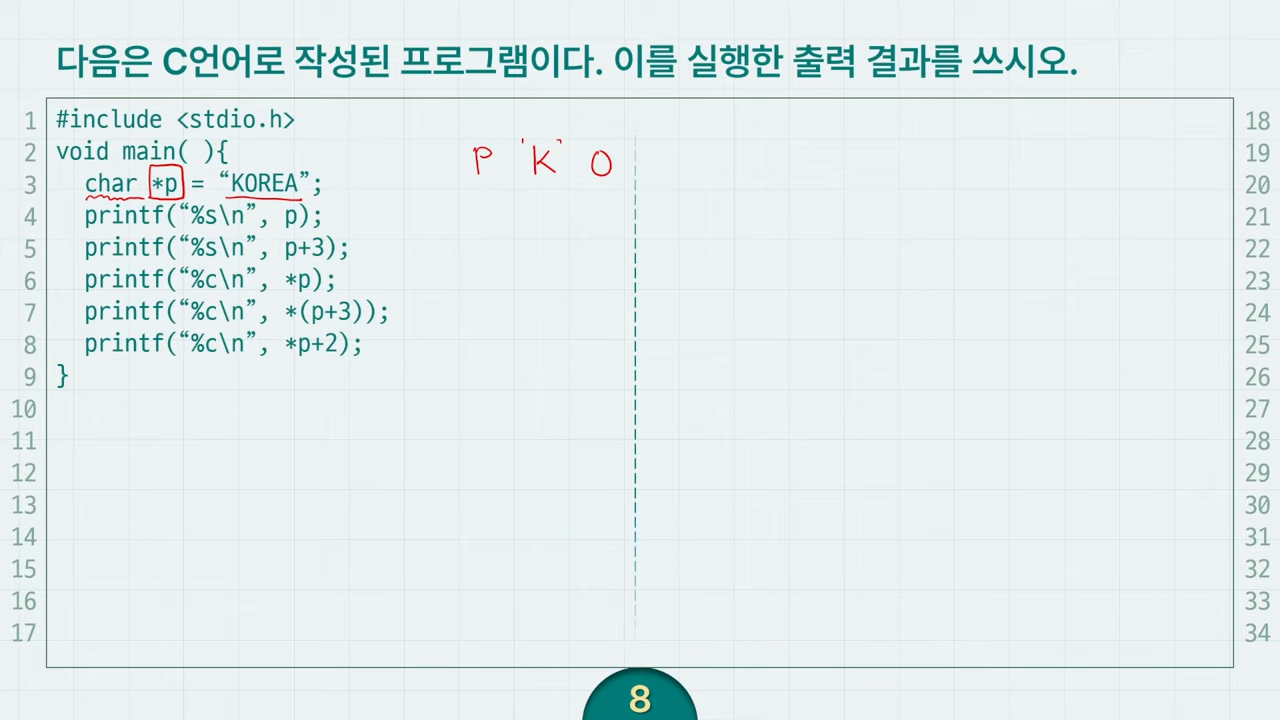 다음은 C언어로 작성된 프로그램이다. 이를 실행한 출력 결과를 쓰시오.
1 #include <stdio.h> 18
2 void main( ){ P 'K' O 19
3 char *p = “KOREA”; 20
4 printf(“%s\n”, p); 21
5 printf(“%s\n”, p+3); 22
6 printf(“%c\n”, *p); 23
7 printf(“%c\n”, *(p+3)); 24
8 printf(“%c\n”, *p+2); 25
9 } 26
10 27
11 28
12 29
13 30
14 31
15 32
16 33
17 34
8